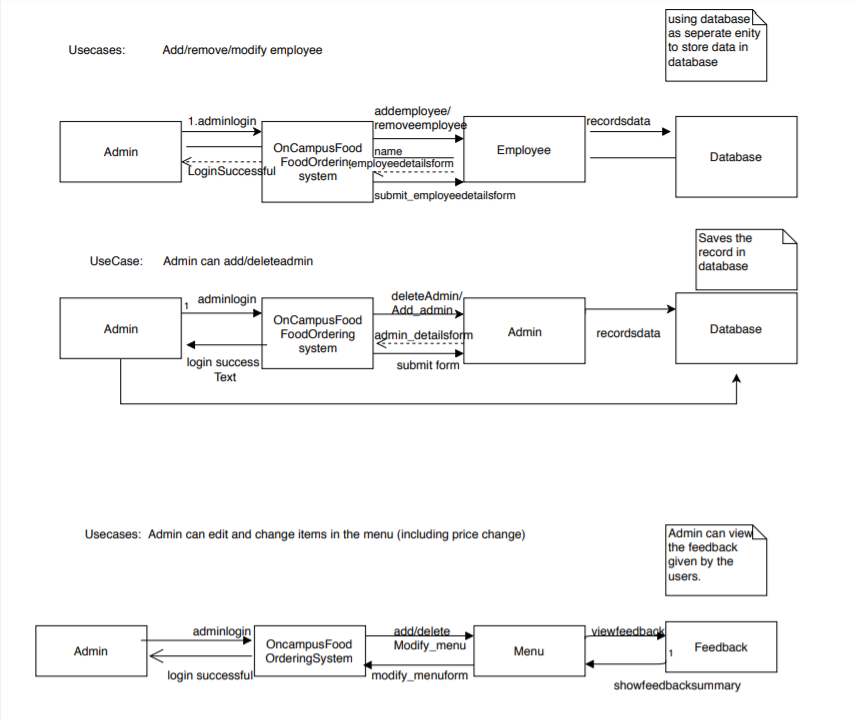 using database
as seperate enity
to store data in
database
Usecases: Add/remove/modify employee
1.adminlogin
addemployee/
removeemployee
recordsdata
Admin
OnCampusFood
FoodOrdering
system
name
employeedetailsform
Employee
Database
LoginSuccessful
submit_employeedetailsform
Saves the
record in
database
UseCase: Admin can add/deleteadmin
1
adminlogin
deleteAdmin/
Add_admin
Admin
OnCampusFood
FoodOrdering
system
admin_detailsform
Admin
recordsdata
Database
login success
Text
submit form
Usecases: Admin can edit and change items in the menu (including price change)
Admin can view
the feedback
given by the
users.
adminlogin
add/delete
Modify_menu
viewfeedback
Admin
OncampusFood
OrderingSystem
Menu
1
Feedback
login successful
modify_menuform
showfeedbacksummary